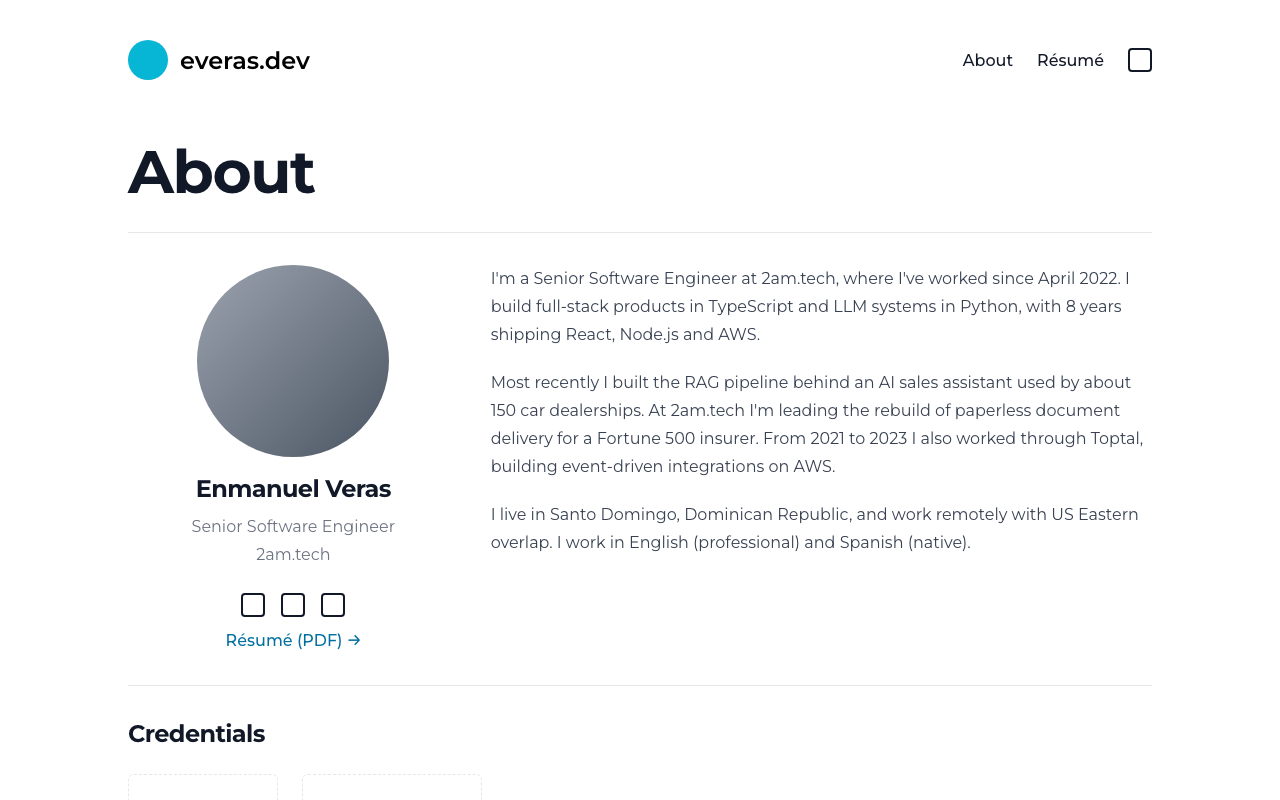 everas.dev
About Résumé
About
I'm a Senior Software Engineer at 2am.tech, where I've worked since April 2022. I
build full-stack products in TypeScript and LLM systems in Python, with 8 years
shipping React, Node.js and AWS.
Most recently I built the RAG pipeline behind an AI sales assistant used by about
150 car dealerships. At 2am.tech I'm leading the rebuild of paperless document
delivery for a Fortune 500 insurer. From 2021 to 2023 I also worked through Toptal,
building event-driven integrations on AWS.
I live in Santo Domingo, Dominican Republic, and work remotely with US Eastern
overlap. I work in English (professional) and Spanish (native).
Enmanuel Veras
Senior Software Engineer
2am.tech
Résumé (PDF) →
Credentials